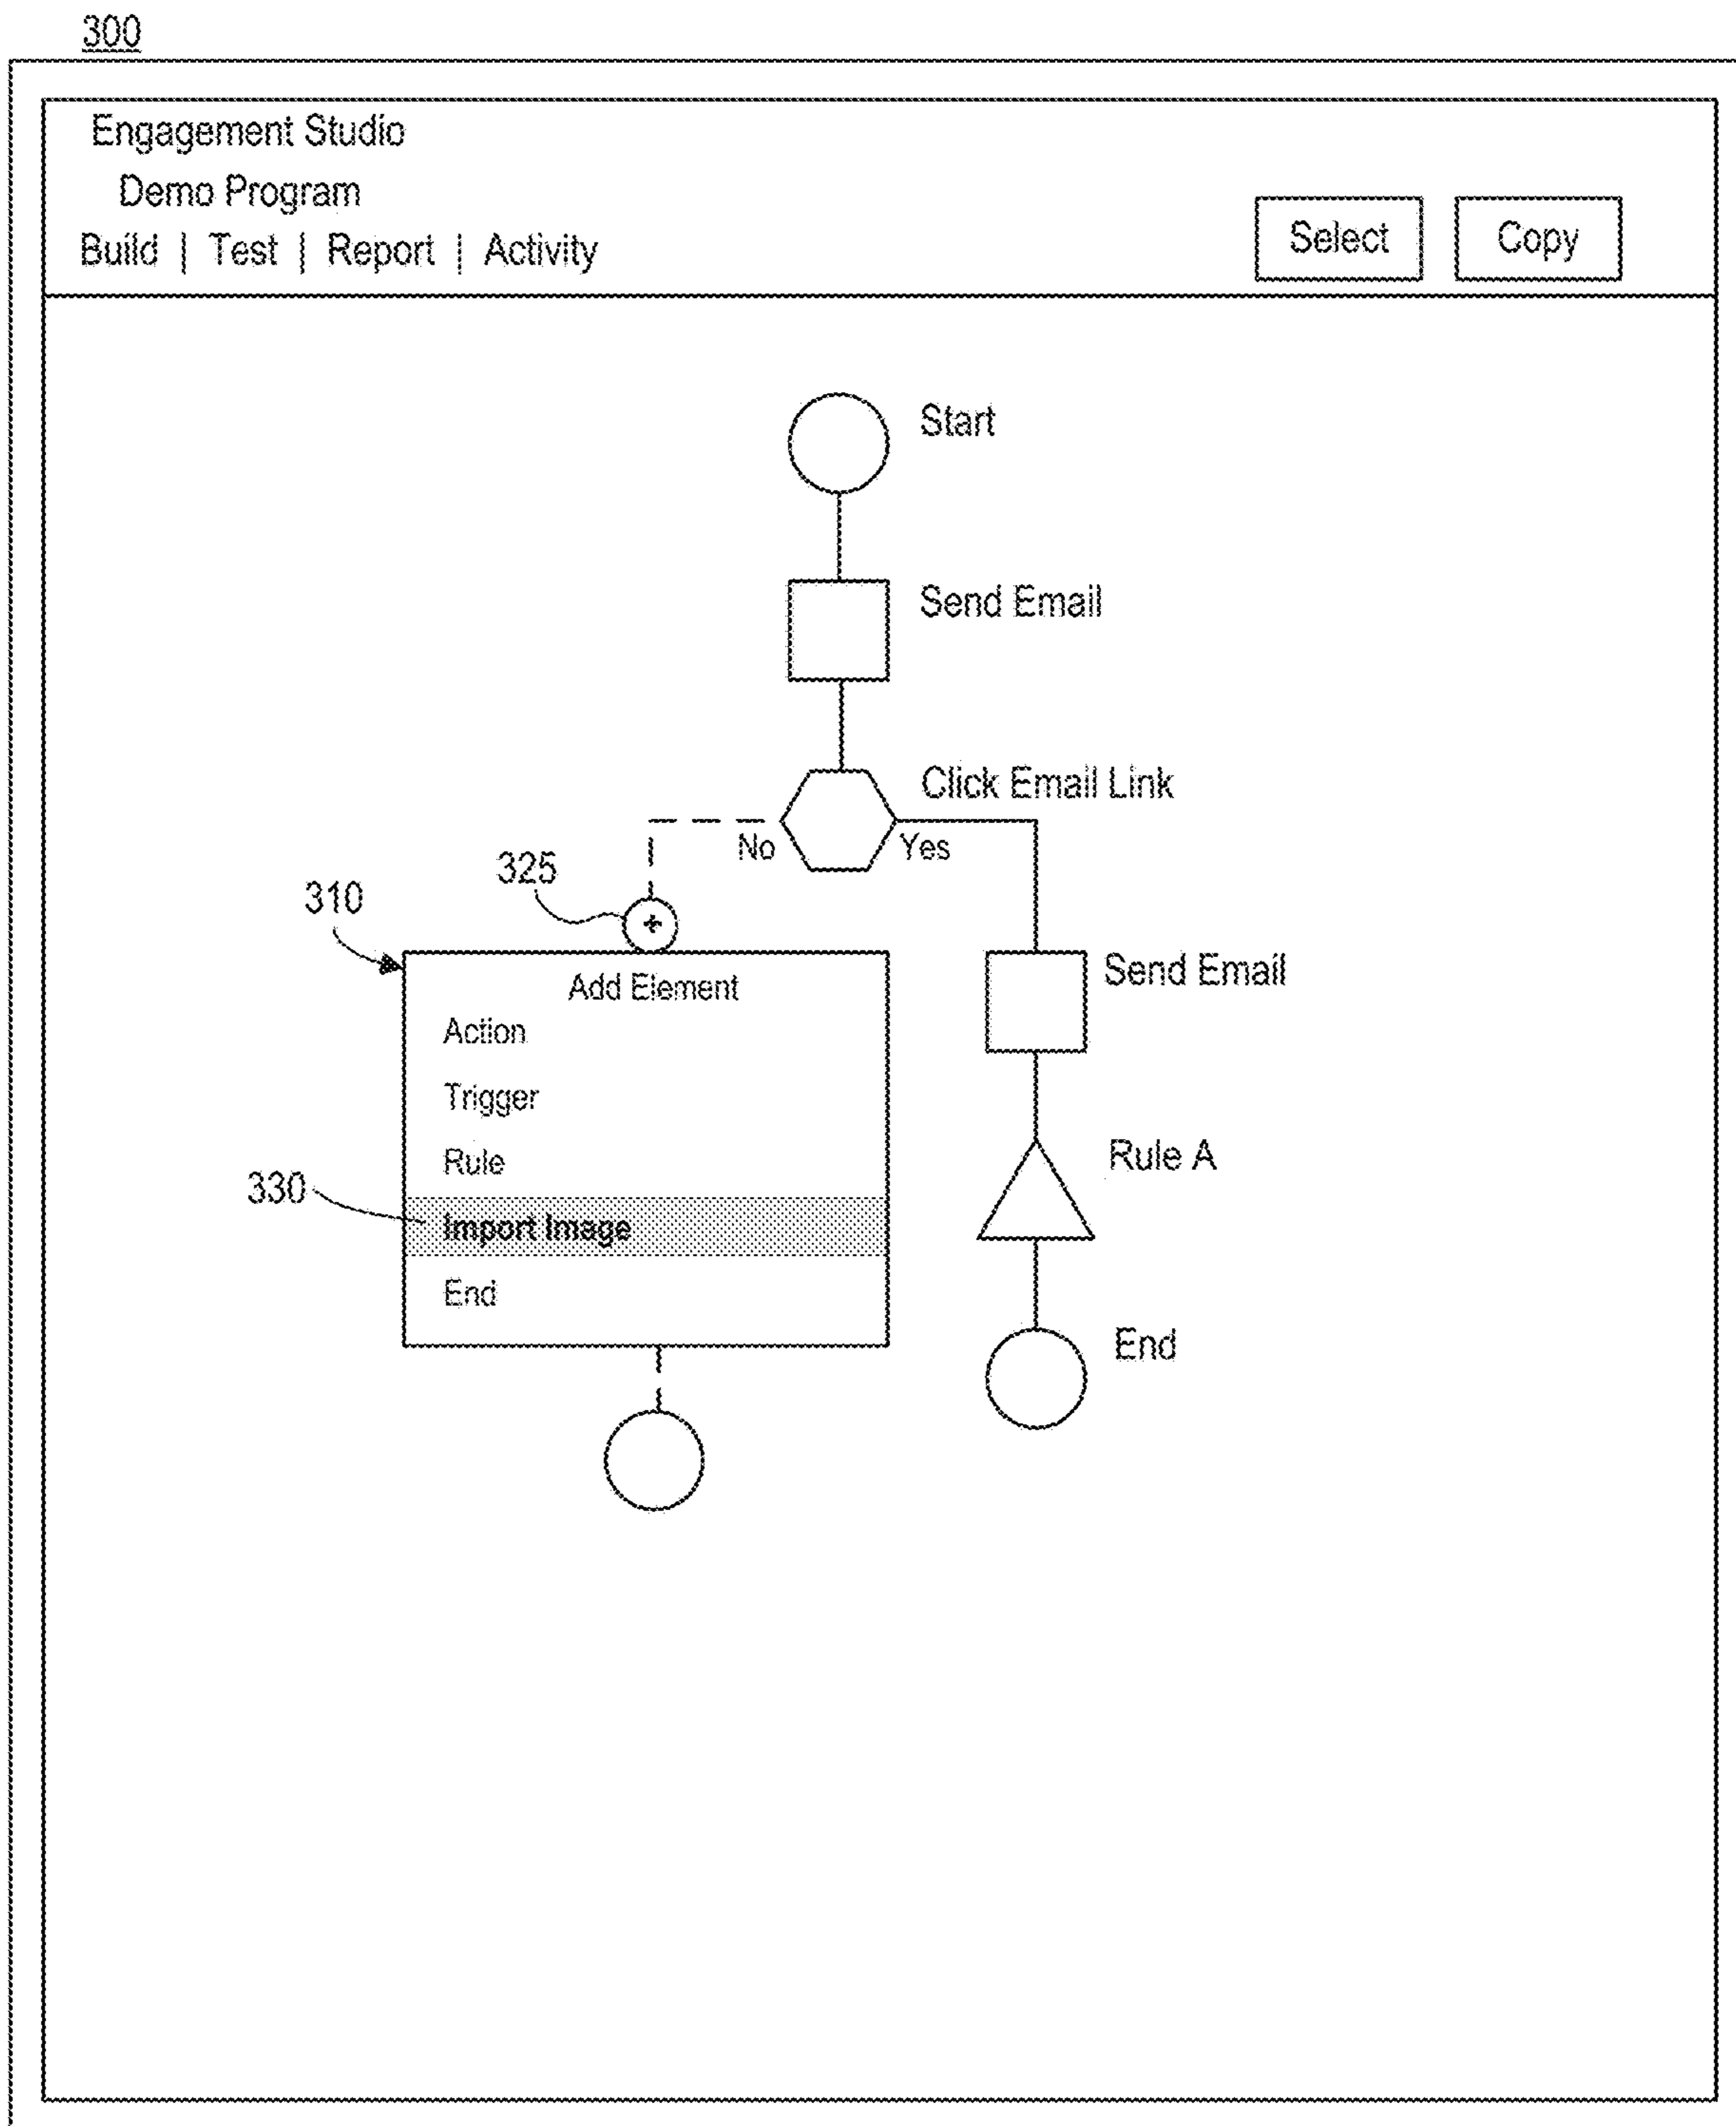 300
Engagement Studio
Demo Program
Build | Test | Report | Activity
Select
Copy
Start
Send Email
Click Email Link
No
Yes
325
310
+
Add Element
Action
Trigger
Rule
330
Import Image
End
Send Email
Rule A
End